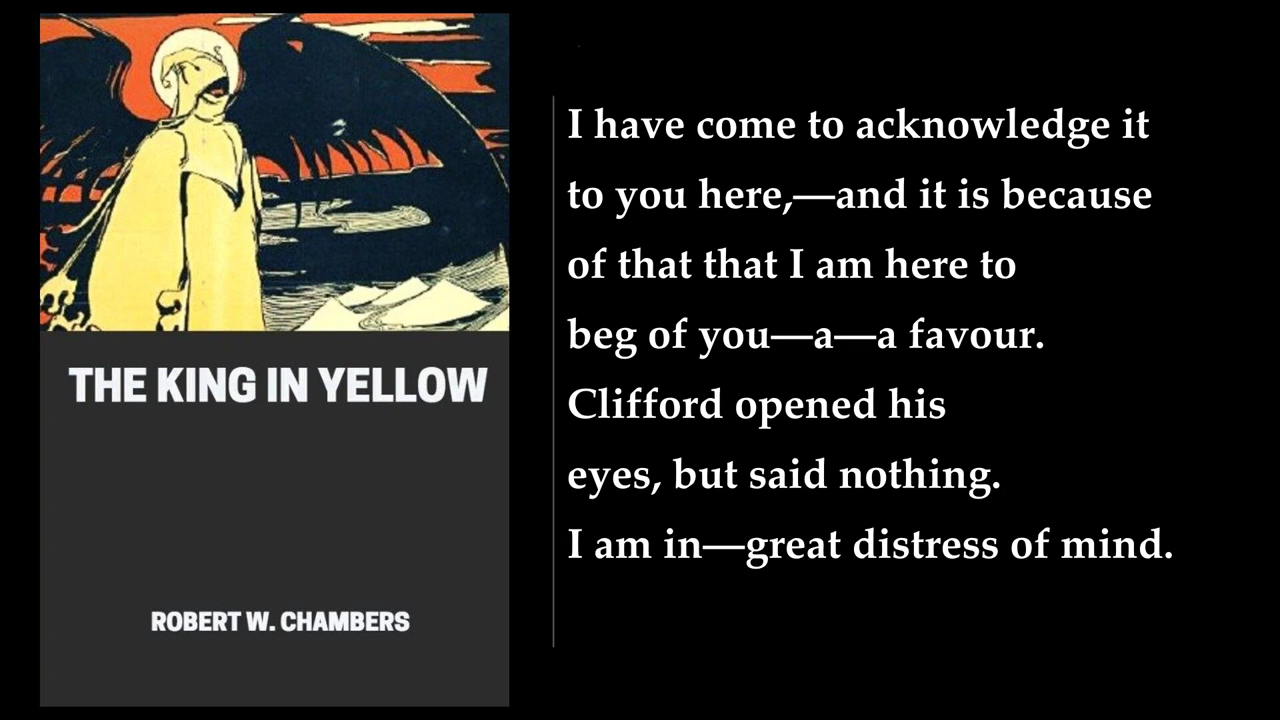 THE KING IN YELLOW
ROBERT W. CHAMBERS
I have come to acknowledge it
to you here,—and it is because
of that that I am here to
beg of you—a—a favour.
Clifford opened his
eyes, but said nothing.
I am in—great distress of mind.